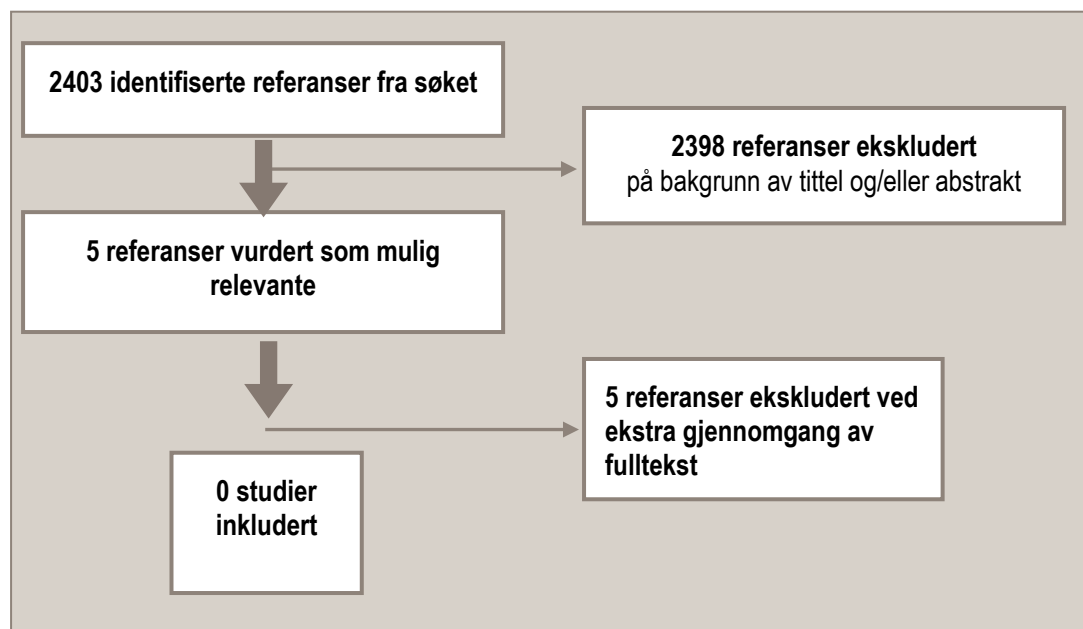 2403 identifiserte referanser fra søket
2398 referanser ekskludert
på bakgrunn av tittel og/eller abstrakt
5 referanser vurdert som mulig
relevante
5 referanser ekskludert ved
ekstra gjennomgang av
fulltekst
0 studier
inkludert